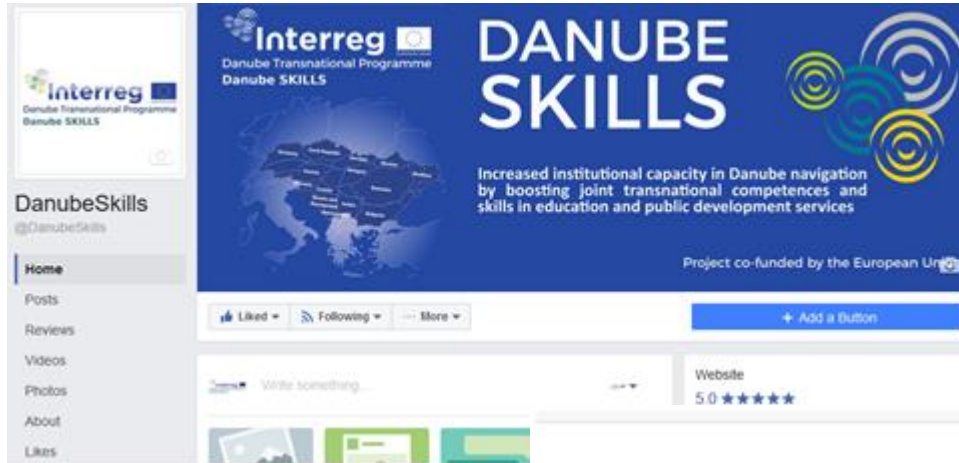 Interreg
Danube Transnational Programme
Danube SKILLS
DanubeSkills
@DanubeSkills
Home
Posts
Reviews
Videos
Photos
About
Likes
Interreg
Danube Transnational Programme
Danube SKILLS
DANUBE
SKILLS
Increased institutional capacity in Danube navigation
by boosting joint transnational competences and
skills in education and public development services
Project co-funded by the European
Liked
Following
··· More
+ Add a Button
Write something...
Website
5.0 ★★★★★